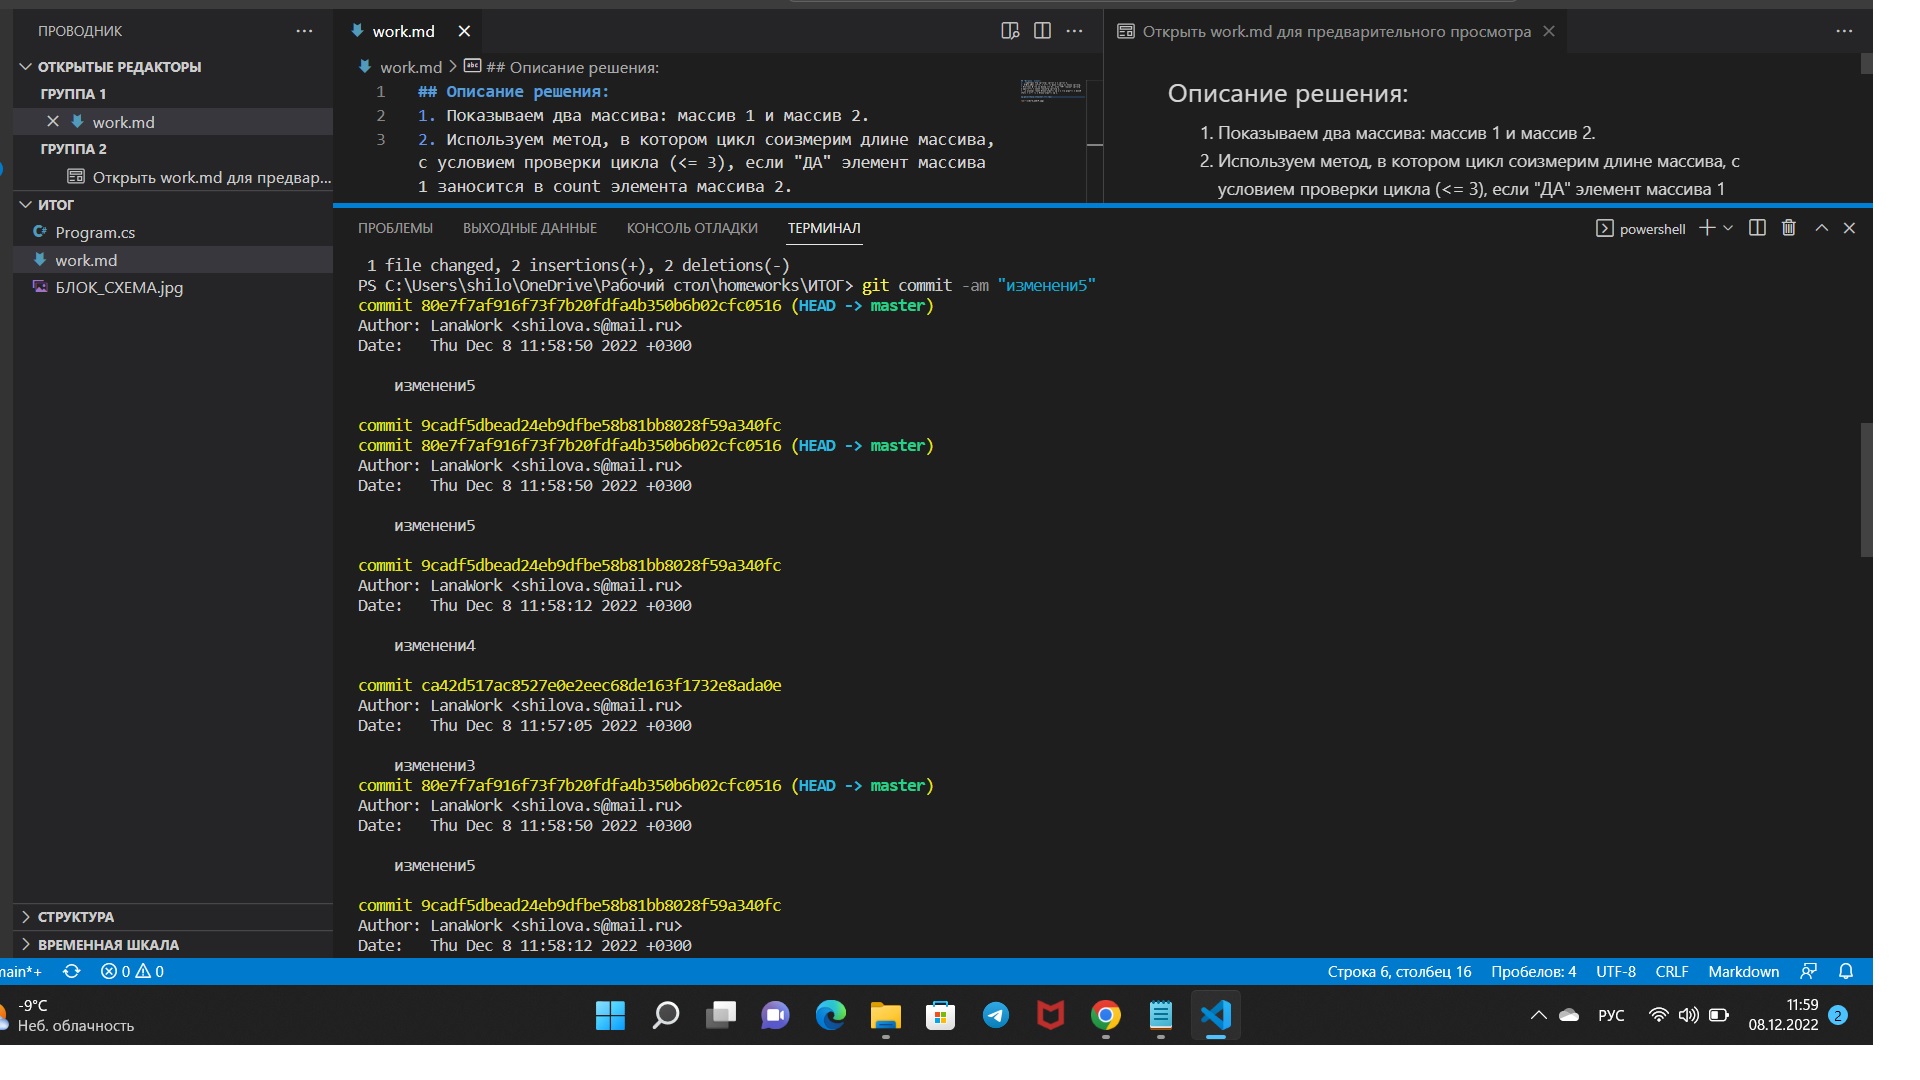 ПРОВОДНИК
ОТКРЫТЫЕ РЕДАКТОРЫ
ГРУППА 1
work.md
ГРУППА 2
Открыть work.md для предвар...
ИТОГ
Program.cs
work.md
БЛОК_СХЕМА.jpg
СТРУКТУРА
ВРЕМЕННАЯ ШКАЛА
work.md
work.md > ## Описание решения:
1 ## Описание решения:
2 1. Показываем два массива: массив 1 и массив 2.
3 2. Используем метод, в котором цикл соизмерим длине массива,
с условием проверки цикла (<= 3), если "ДА" элемент массива
1 заносится в count элемента массива 2.
Открыть work.md для предварительного просмотра
Описание решения:
1. Показываем два массива: массив 1 и массив 2.
2. Используем метод, в котором цикл соизмерим длине массива, с
условием проверки цикла (<= 3), если "ДА" элемент массива 1
ПРОБЛЕМЫ ВЫХОДНЫЕ ДАННЫЕ КОНСОЛЬ ОТЛАДКИ ТЕРМИНАЛ
powershell
1 file changed, 2 insertions(+), 2 deletions(-)
PS C:\Users\shilo\OneDrive\Рабочий стол\homeworks\ИТОГ> git commit -am "изменени5"
commit 80e7f7af916f73f7b20fdfa4b350b6b02cfc0516 (HEAD -> master)
Author: LanaWork <shilova.s@mail.ru>
Date: Thu Dec 8 11:58:50 2022 +0300
изменени5
commit 9cadf5dbead24eb9dfbe58b81bb8028f59a340fc
commit 80e7f7af916f73f7b20fdfa4b350b6b02cfc0516 (HEAD -> master)
Author: LanaWork <shilova.s@mail.ru>
Date: Thu Dec 8 11:58:50 2022 +0300
изменени5
commit 9cadf5dbead24eb9dfbe58b81bb8028f59a340fc
Author: LanaWork <shilova.s@mail.ru>
Date: Thu Dec 8 11:58:12 2022 +0300
изменени4
commit ca42d517ac8527e0e2eec68de163f1732e8ada0e
Author: LanaWork <shilova.s@mail.ru>
Date: Thu Dec 8 11:57:05 2022 +0300
изменени3
commit 80e7f7af916f73f7b20fdfa4b350b6b02cfc0516 (HEAD -> master)
Author: LanaWork <shilova.s@mail.ru>
Date: Thu Dec 8 11:58:50 2022 +0300
изменени5
commit 9cadf5dbead24eb9dfbe58b81bb8028f59a340fc
Author: LanaWork <shilova.s@mail.ru>
Date: Thu Dec 8 11:58:12 2022 +0300
main*+ 0 0 Строка 6, столбец 16 Пробелов: 4 UTF-8 CRLF Markdown
-9°C
Неб. облачность
РУС
11:59
08.12.2022
2